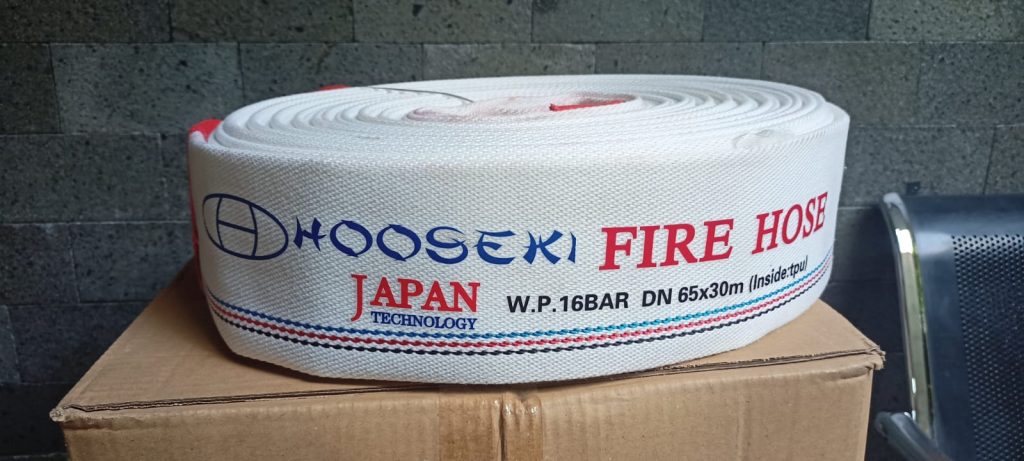 HOOSEKI FIRE HOSE
JAPAN
TECHNOLOGY
W.P.16BAR DN 65x30m (Inside:tpu)